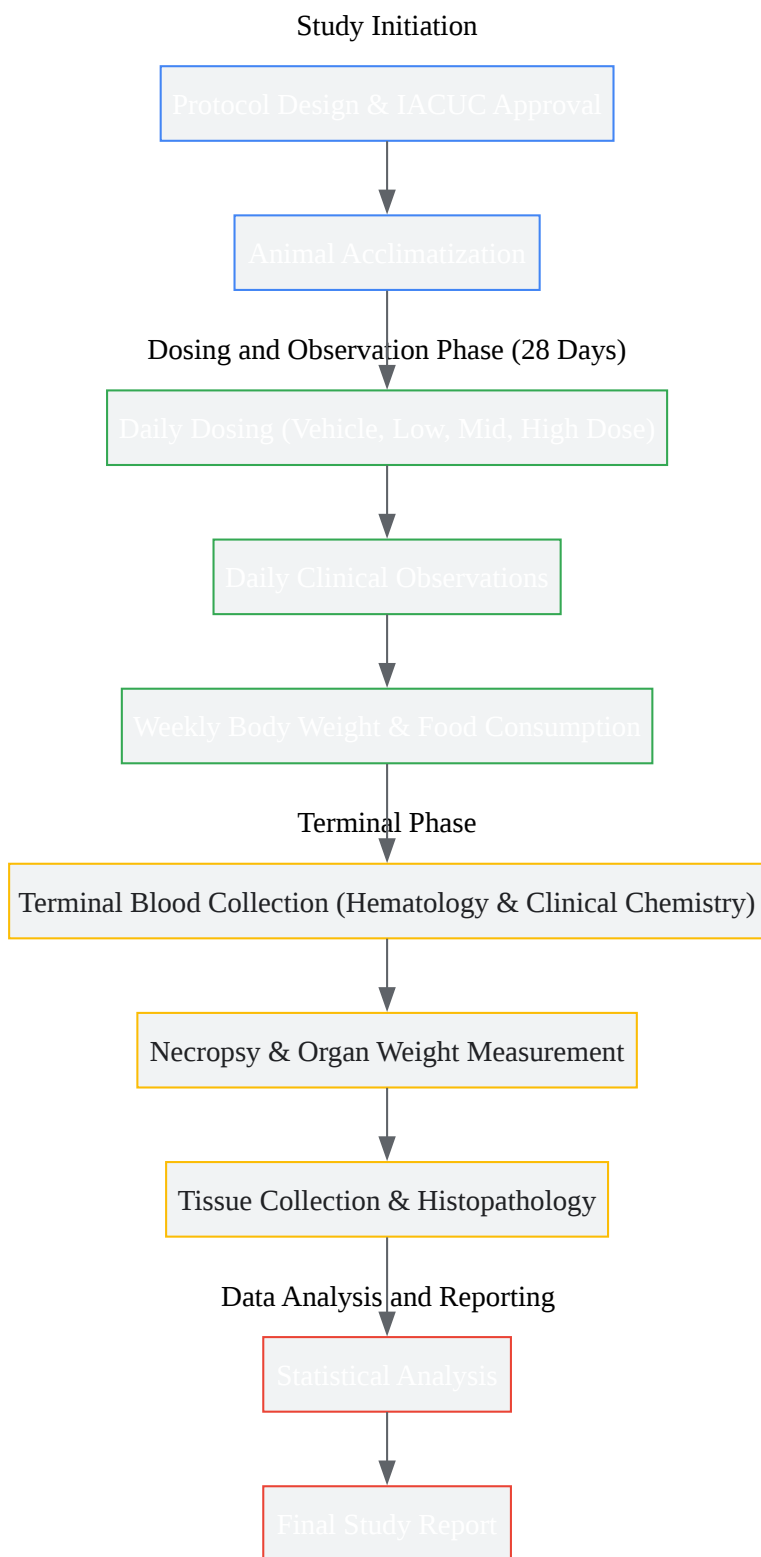 Study Initiation
Protocol Design & IACUC Approval
Animal Acclimatization
Dosing and Observation Phase (28 Days)
Daily Dosing (Vehicle, Low, Mid, High Dose)
Daily Clinical Observations
Weekly Body Weight & Food Consumption
Terminal Phase
Terminal Blood Collection (Hematology & Clinical Chemistry)
Necropsy & Organ Weight Measurement
Tissue Collection & Histopathology
Data Analysis and Reporting
Statistical Analysis
Final Study Report